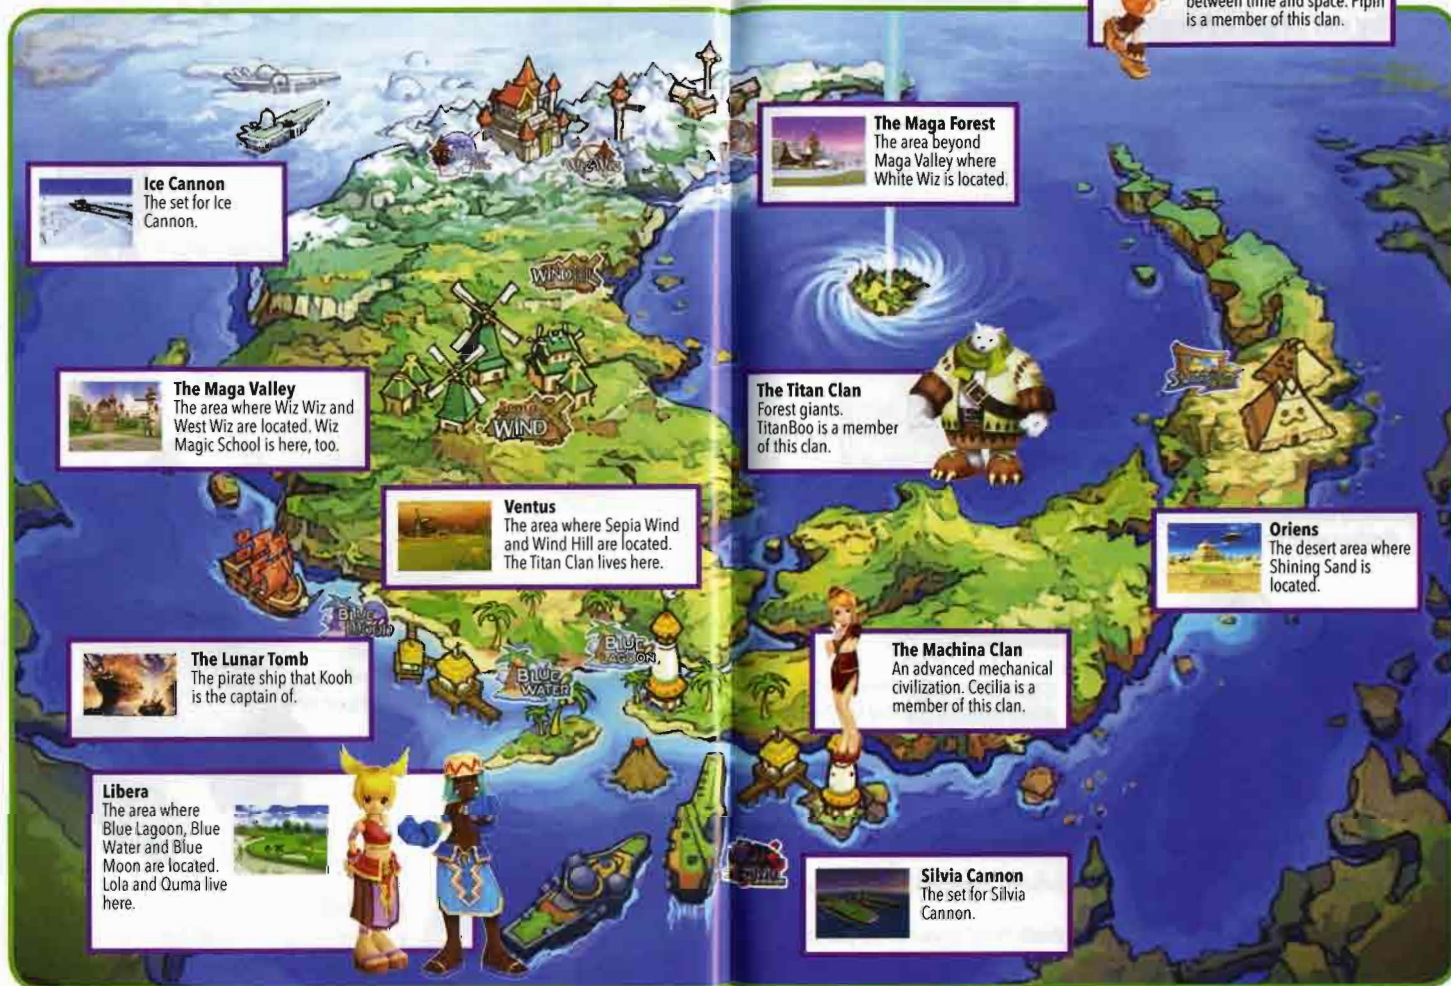 between time and space. Pipin
is a member of this clan.
Ice Cannon
The set for Ice
Cannon.
The Maga Forest
The area beyond
Maga Valley where
White Wiz is located.
WIZ WIZ
WIND HILL
The Maga Valley
The area where Wiz Wiz and
West Wiz are located. Wiz
Magic School is here, too.
WIND
The Titan Clan
Forest giants.
TitanBoo is a member
of this clan.
Ventus
The area where Sepia Wind
and Wind Hill are located.
The Titan Clan lives here.
Oriens
The desert area where
Shining Sand is
located.
BLUE
MOON
BLUE
LAGOON
BLUE
WATER
The Lunar Tomb
The pirate ship that Kooh
is the captain of.
The Machina Clan
An advanced mechanical
civilization. Cecilia is a
member of this clan.
Libera
The area where
Blue Lagoon, Blue
Water and Blue
Moon are located.
Lola and Quma live
here.
Silvia Cannon
The set for Silvia
Cannon.